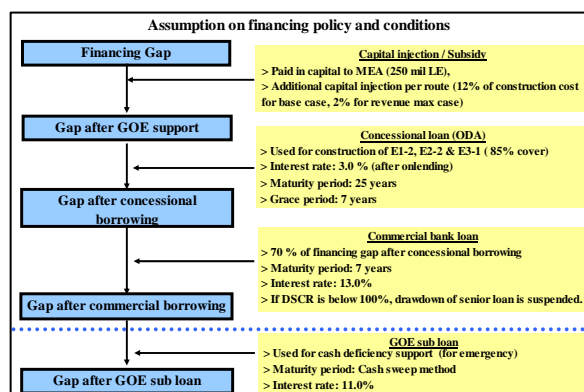 Assumption on financing policy and conditions
Financing Gap
Capital injection / Subsidy
> Paid in capital to MEA (250 mil LE),
> Additional capital injection per route (12% of construction cost
for base case, 2% for revenue max case)
Gap after GOE support
Concessional loan (ODA)
> Used for construction of E1-2, E2-2 & E3-1 ( 85% cover)
> Interest rate: 3.0 % (after onlending)
> Maturity period: 25 years
> Grace period: 7 years
Gap after concessional
borrowing
Commercial bank loan
> 70 % of financing gap after concessional borrowing
> Maturity period: 7 years
> Interest rate: 13.0%
> If DSCR is below 100%, drawdown of senior loan is suspended.
Gap after commercial borrowing
GOE sub loan
> Used for cash deficiency support  (for emergency)
> Maturity period: Cash sweep method
> Interest rate: 11.0%
Gap after GOE sub loan